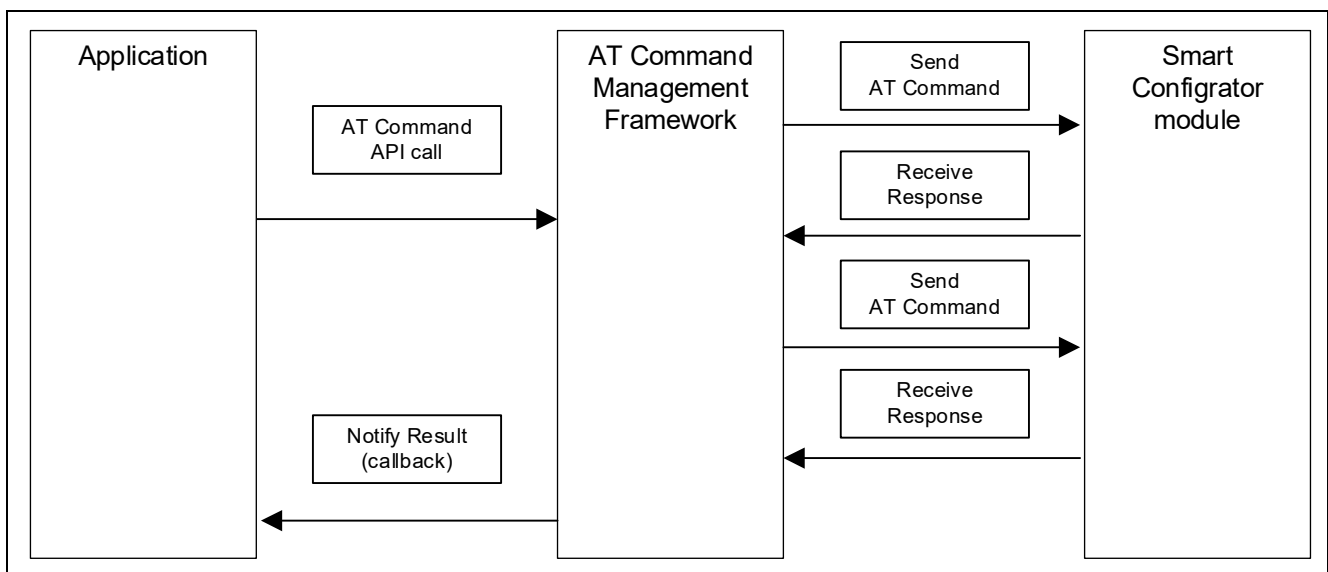 Application
AT Command
Management
Framework
Smart
Configrator
module
Send
AT Command
AT Command
API call
Receive
Response
Send
AT Command
Receive
Response
Notify Result
(callback)